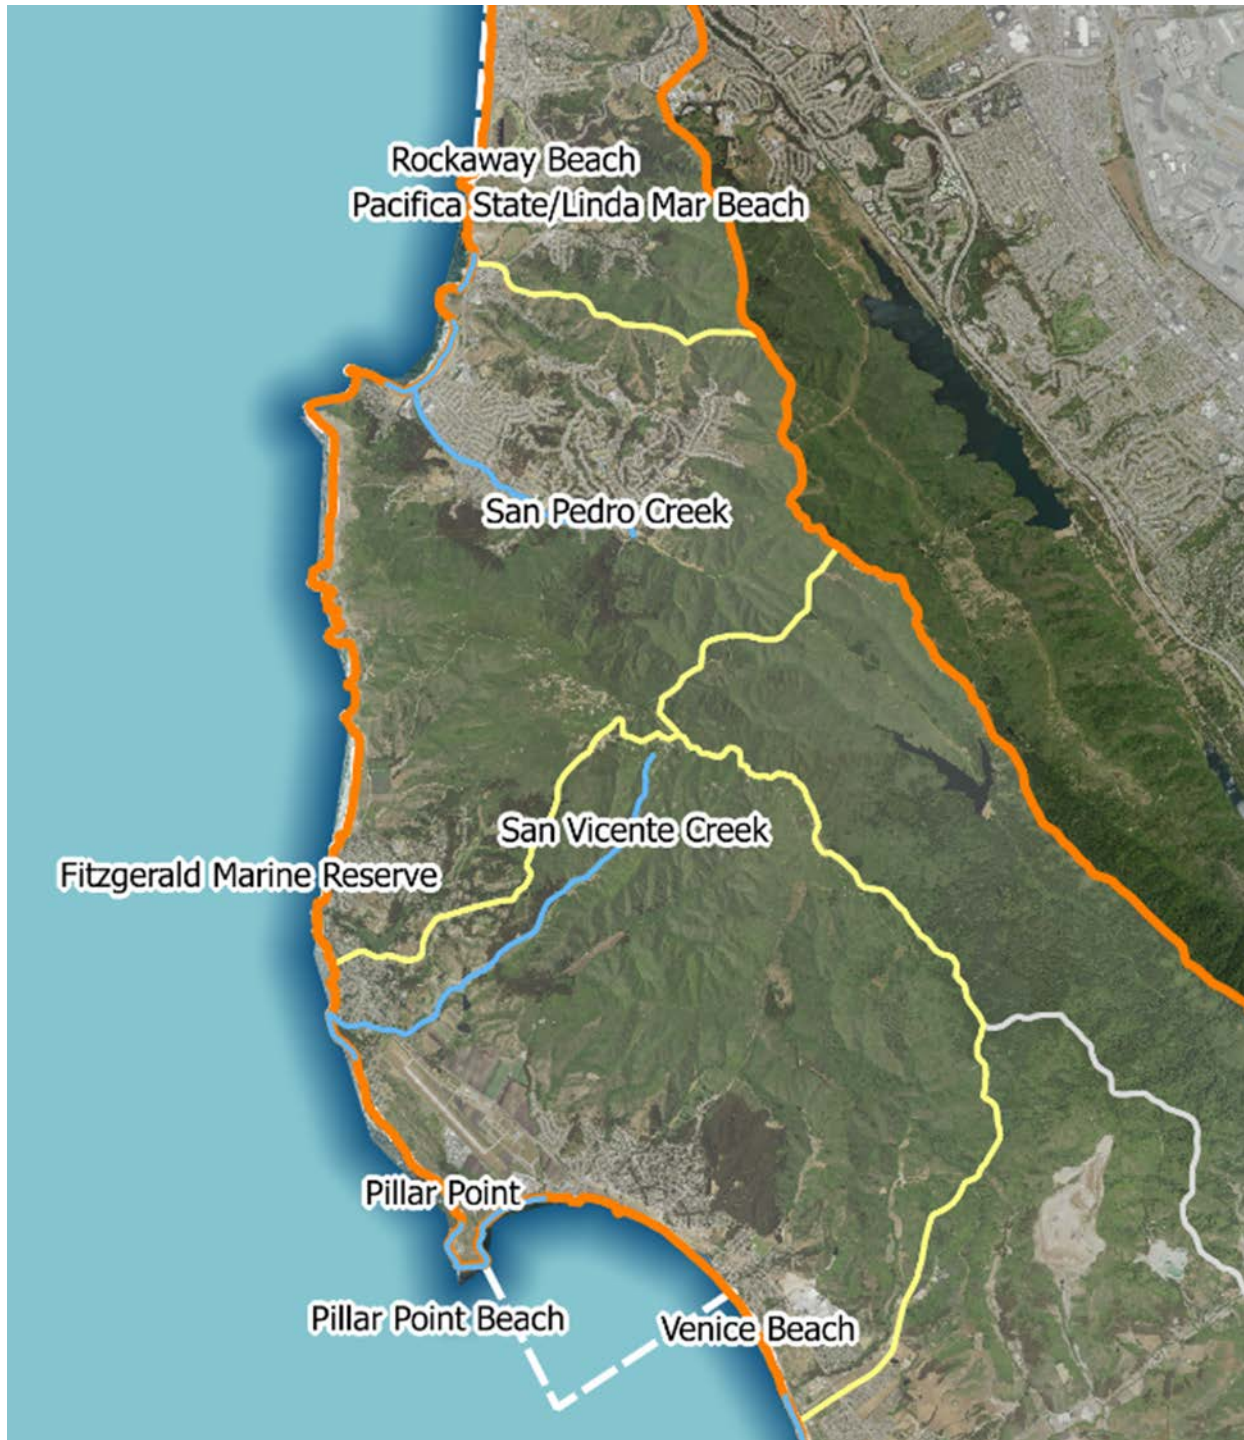 Rockaway Beach
Pacifica State/Linda Mar Beach
San Pedro Creek
San Vicente Creek
Fitzgerald Marine Reserve
Pillar Point
Pillar Point Beach
Venice Beach